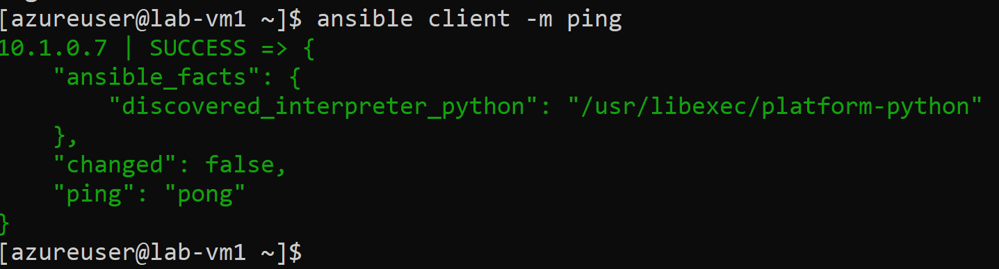 [azureuser@lab-vm1 ~]$ ansible client -m ping
10.1.0.7 | SUCCESS => {
    "ansible_facts": {
        "discovered_interpreter_python": "/usr/libexec/platform-python"
    },
    "changed": false,
    "ping": "pong"
}
[azureuser@lab-vm1 ~]$